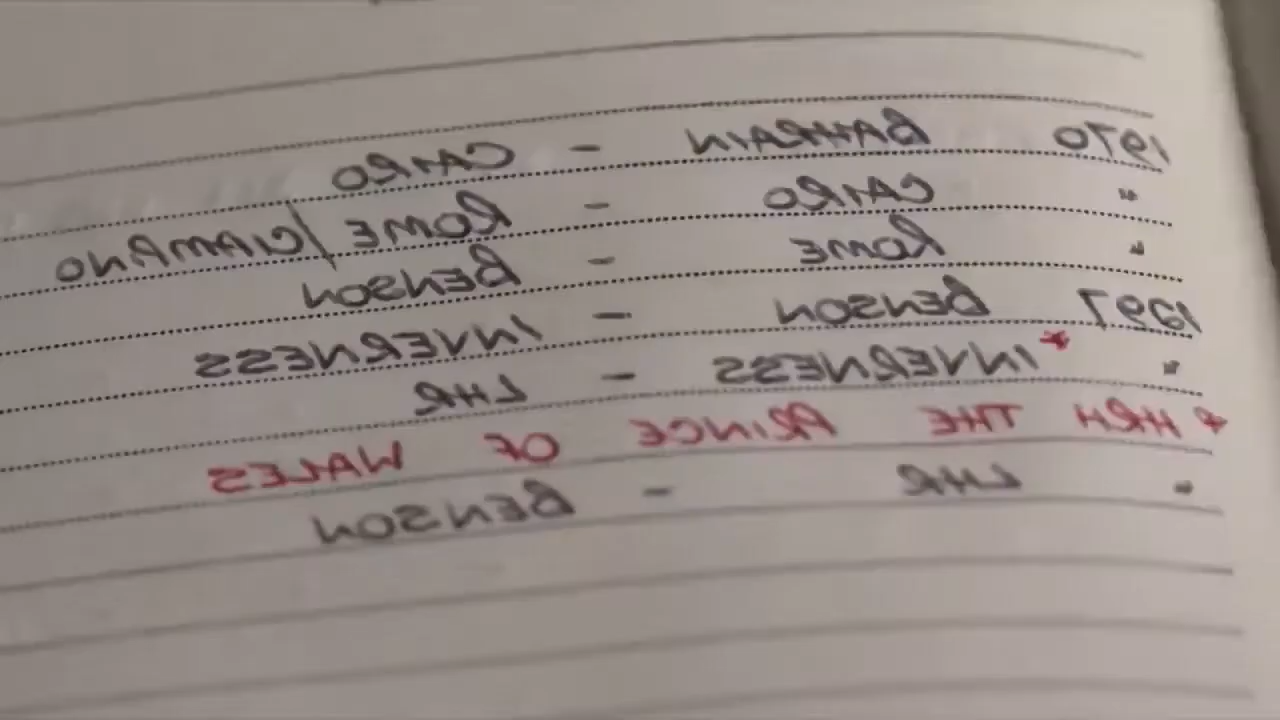 1970 BAHRAIN - CAIRO
" CAIRO - ROME/CIAMPINO
" ROME - BENSON
1997 BENSON - INVERNESS
" INVERNESS* - LHR
* HRH THE PRINCE OF WALES
" LHR - BENSON